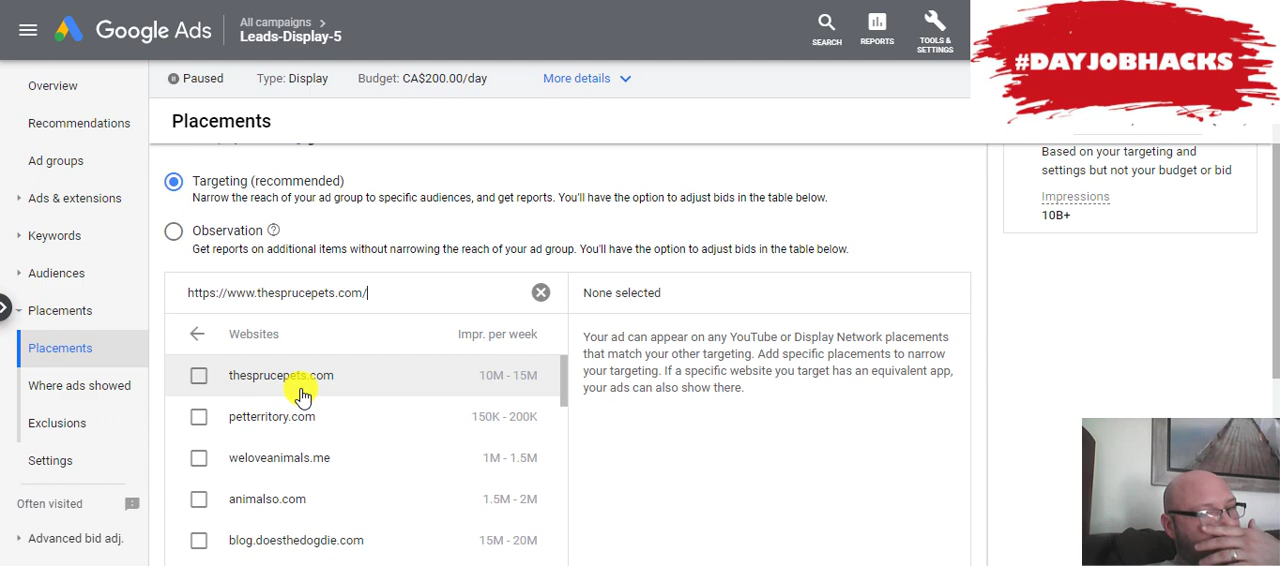 Google Ads
All campaigns
Leads-Display-5
SEARCH
REPORTS
TOOLS &
SETTINGS
#DAYJOBHACKS
Overview
Recommendations
Ad groups
Ads & extensions
Keywords
Audiences
Placements
Placements
Where ads showed
Exclusions
Settings
Often visited
Advanced bid adj.
Paused
Type: Display
Budget: CA$200.00/day
More details
Placements
Targeting (recommended)
Narrow the reach of your ad group to specific audiences, and get reports. You'll have the option to adjust bids in the table below.
Observation
Get reports on additional items without narrowing the reach of your ad group. You'll have the option to adjust bids in the table below.
https://www.thesprucepets.com/
None selected
Websites
Impr. per week
thesprucepets.com
10M - 15M
petterritory.com
150K - 200K
weloveanimals.me
1M - 1.5M
animalso.com
1.5M - 2M
blog.doesthedogdie.com
15M - 20M
Your ad can appear on any YouTube or Display Network placements
that match your other targeting. Add specific placements to narrow
your targeting. If a specific website you target has an equivalent app,
your ads can also show there.
Based on your targeting and
settings but not your budget or bid
Impressions
10B+